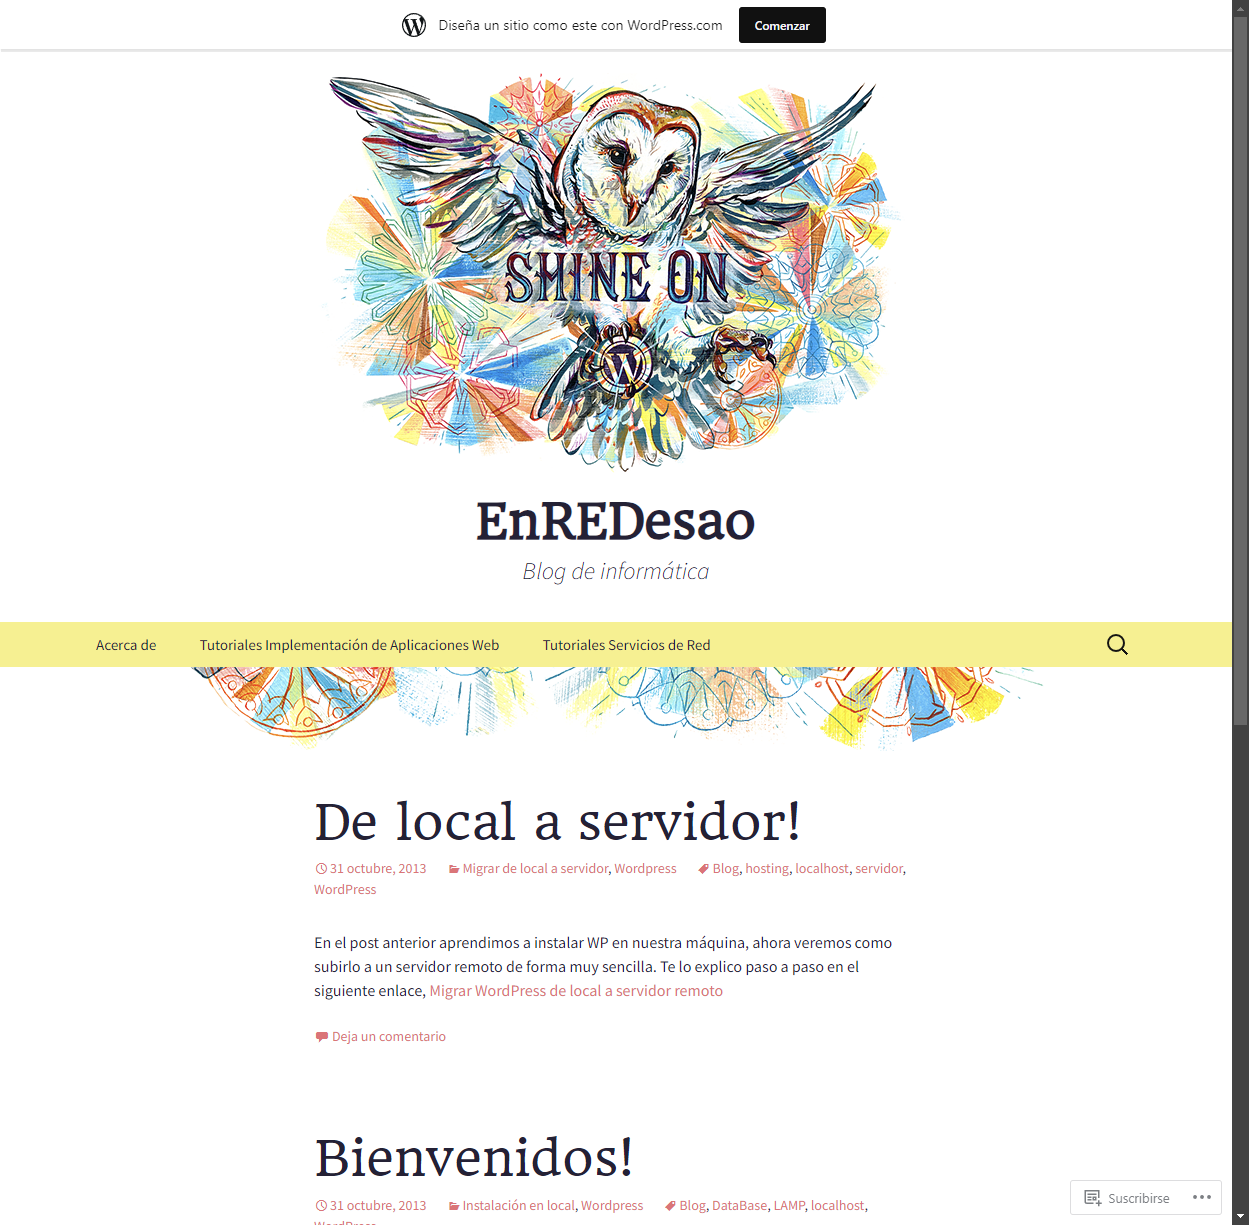 Diseña un sitio como este con WordPress.com
Comenzar
SHINE ON
W
EnREDesao
Blog de informática
Acerca de
Tutoriales Implementación de Aplicaciones Web
Tutoriales Servicios de Red
De local a servidor!
31 octubre, 2013 Migrar de local a servidor, Wordpress Blog, hosting, localhost, servidor,
WordPress
En el post anterior aprendimos a instalar WP en nuestra máquina, ahora veremos como
subirlo a un servidor remoto de forma muy sencilla. Te lo explico paso a paso en el
siguiente enlace, Migrar WordPress de local a servidor remoto
Deja un comentario
Bienvenidos!
31 octubre, 2013 Instalación en local, Wordpress Blog, DataBase, LAMP, localhost,
WordPress
Suscribirse